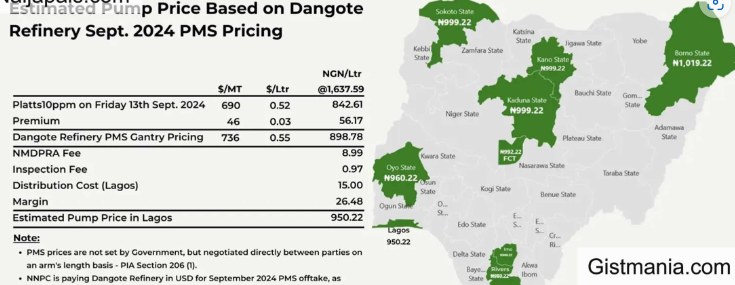 Naijapals.com
Estimated Pump Price Based on Dangote
Refinery Sept. 2024 PMS Pricing
NGN/Ltr
$/MT $/Ltr @1,637.59
Platts10ppm on Friday 13th Sept. 2024 690 0.52 842.61
Premium 46 0.03 56.17
Dangote Refinery PMS Gantry Pricing 736 0.55 898.78
NMDPRA Fee 8.99
Inspection Fee 0.97
Distribution Cost (Lagos) 15.00
Margin 26.48
Estimated Pump Price in Lagos 950.22
Note:
• PMS prices are not set by Government, but negotiated directly between parties on
an arm's length basis - PIA Section 206 (1).
• NNPC is paying Dangote Refinery in USD for September 2024 PMS offtake, as
Sokoto State
₦999.22
Kebbi
State
Zamfara State
Katsina
State
Jigawa State
Kano State
₦999.22
Yobe
Borno State
₦1,019.22
Kaduna State
₦999.22
Bauchi State
Gom...
State
Adamawa
State
Niger State
Plateau State
₦992.22
FCT
Nasarawa State
Taraba State
Kwara State
Oyo State
₦960.22
Osun
State
Ogun State
Kogi State
Benue State
O...
St...
Edo State
E...
S...
E...
S...
Cr...
Ri...
Lagos
950.22
Delta State
Imo
Baye...
State
Rivers
Akwa
Ibom
Gistmania.com